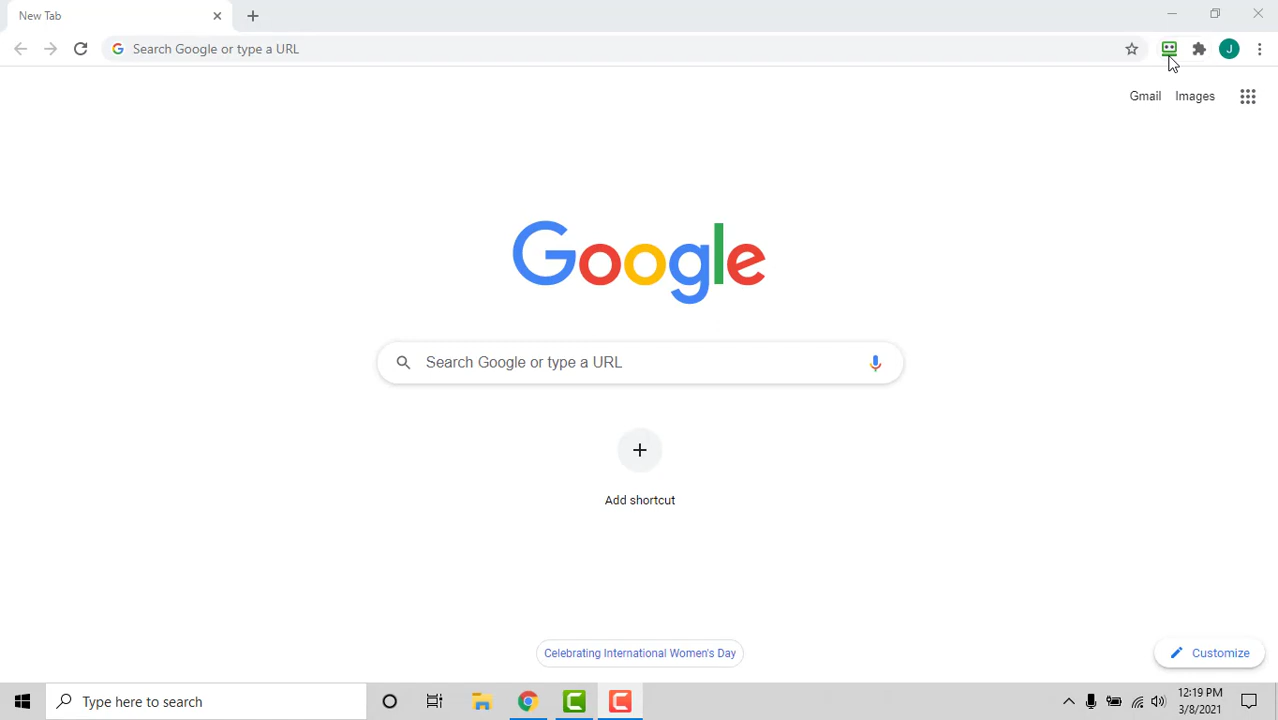 New Tab
Search Google or type a URL
J
Gmail Images
Google
Search Google or type a URL
Add shortcut
Celebrating International Women's Day
Customize
Type here to search
12:19 PM
3/8/2021